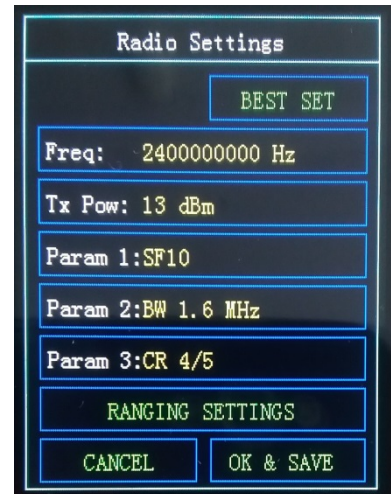 Radio Settings
BEST SET
Freq: 2400000000 Hz
Tx Pow: 13 dBm
Param 1:SF10
Param 2:BW 1.6 MHz
Param 3:CR 4/5
RANGING SETTINGS
CANCEL OK & SAVE